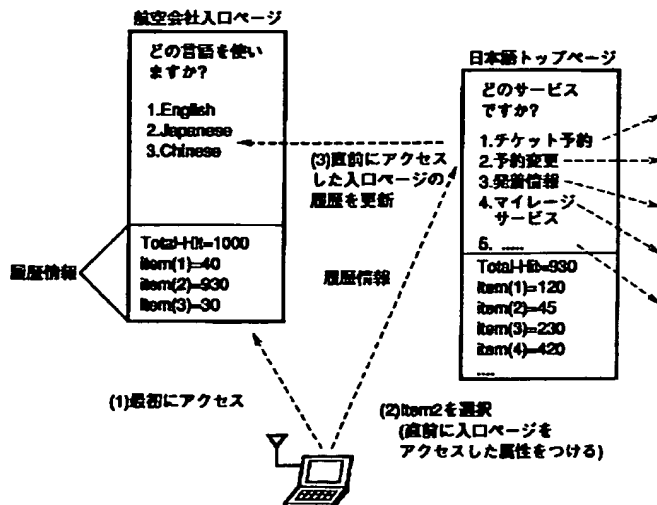 航空会社入口ページ
どの言語を使い
ますか?
1.English
2.Japanese
3.Chinese
Total-Hit=1000
item(1)=40
item(2)=930
item(3)=30
履歴情報
日本語トップページ
どのサービス
ですか?
1.チケット予約
2.予約変更
3.発着情報
4.マイレージ
サービス
5. .....
Total-Hit=930
item(1)=120
item(2)=45
item(3)=230
item(4)=420
....
(3)直前にアクセス
した入口ページの
履歴を更新
履歴情報
(1)最初にアクセス
(2)item2を選択
(直前に入口ページを
アクセスした属性をつける)